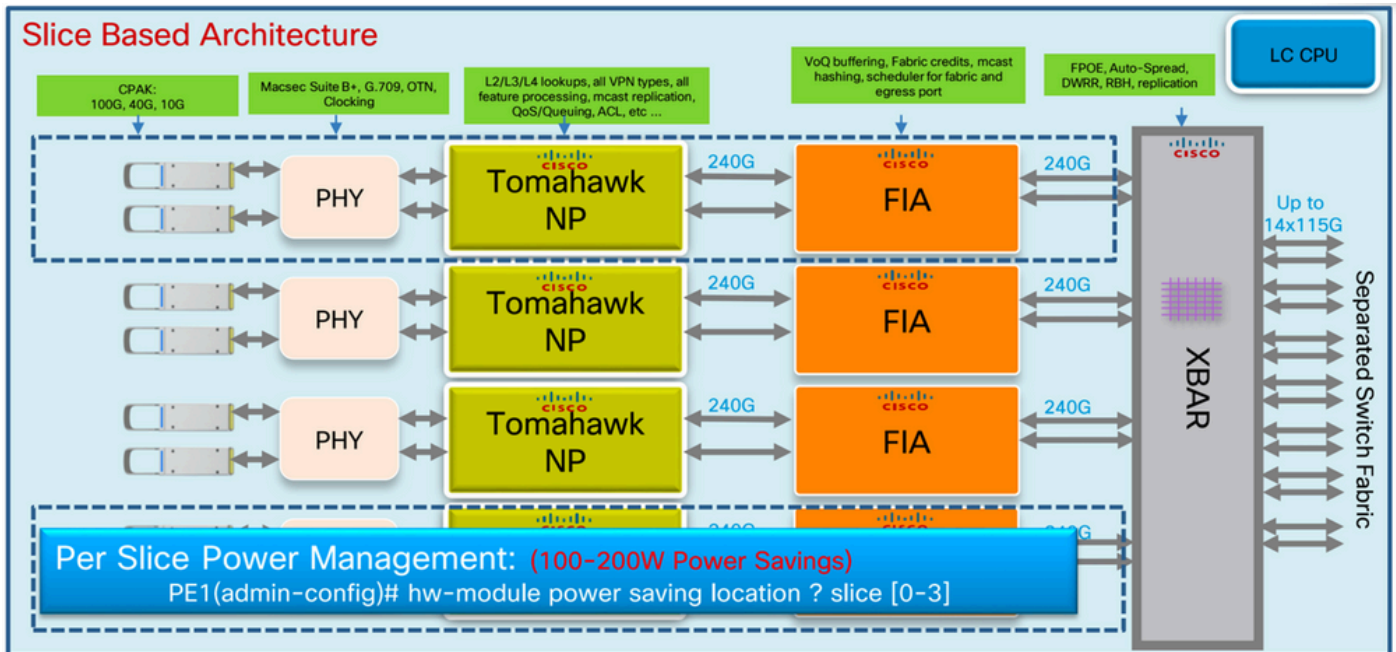 Slice Based Architecture
LC CPU
CPAK:
100G, 40G, 10G
Macsec Suite B+, G.709, OTN,
Clocking
L2/L3/L4 lookups, all VPN types, all
feature processing, mcast replication,
QoS/Queuing, ACL, etc ...
VoQ buffering, Fabric credits, mcast
hashing, scheduler for fabric and
egress port
FPOE, Auto-Spread,
DWRR, RBH, replication
PHY
CISCO
Tomahawk
NP
240G
CISCO
FIA
240G
CISCO
XBAR
Up to
14x115G
Separated Switch Fabric
PHY
CISCO
Tomahawk
NP
240G
CISCO
FIA
240G
PHY
CISCO
Tomahawk
NP
240G
CISCO
FIA
240G
240G
240G
Per Slice Power Management: (100-200W Power Savings)
PE1(admin-config)# hw-module power saving location ? slice [0-3]